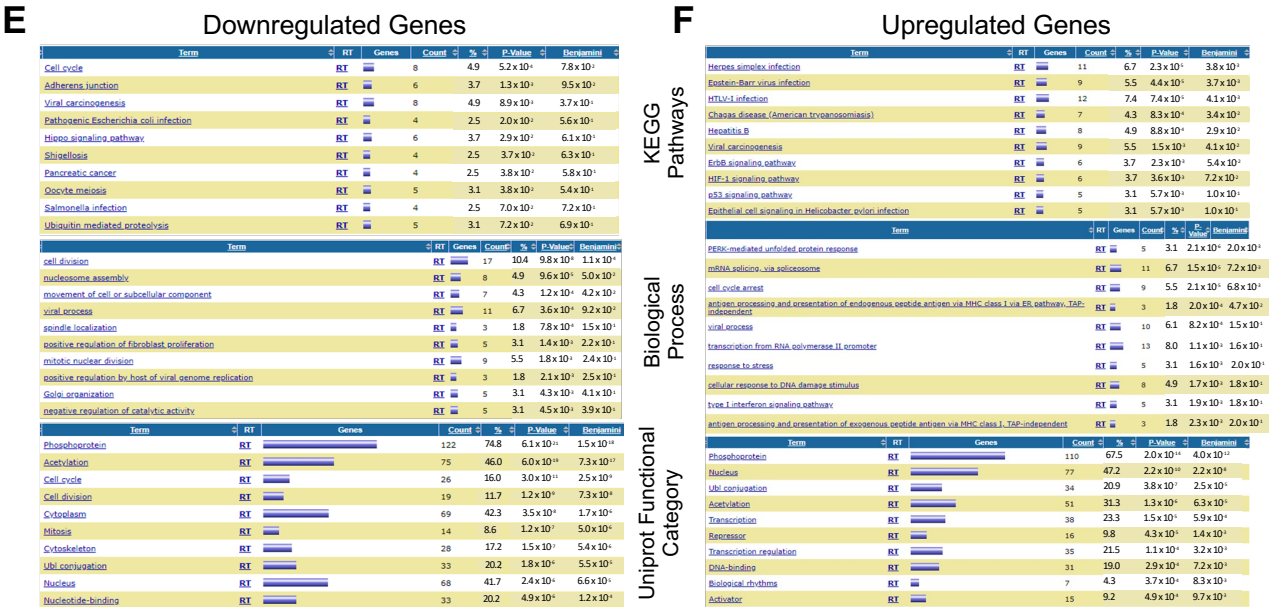 E
Downregulated Genes
Term RT Genes Count % P-Value Benjamini
Cell cycle RT 8 4.9 5.2 x 10-4 7.8 x 10-2
Adherens junction RT 6 3.7 1.3 x 10-3 9.5 x 10-2
Viral carcinogenesis RT 8 4.9 8.9 x 10-3 3.7 x 10-1
Pathogenic Escherichia coli infection RT 4 2.5 2.0 x 10-2 5.6 x 10-1
Hippo signaling pathway RT 6 3.7 2.9 x 10-2 6.1 x 10-1
Shigellosis RT 4 2.5 3.7 x 10-2 6.3 x 10-1
Pancreatic cancer RT 4 2.5 3.8 x 10-2 5.8 x 10-1
Oocyte meiosis RT 5 3.1 3.8 x 10-2 5.4 x 10-1
Salmonella infection RT 4 2.5 7.0 x 10-2 7.2 x 10-1
Ubiquitin mediated proteolysis RT 5 3.1 7.2 x 10-2 6.9 x 10-1
Term RT Genes Count % P-Value Benjamini
cell division RT 17 10.4 9.8 x 10-8 1.1 x 10-4
nucleosome assembly RT 8 4.9 9.6 x 10-5 5.0 x 10-2
movement of cell or subcellular component RT 7 4.3 1.2 x 10-4 4.2 x 10-2
viral process RT 11 6.7 3.6 x 10-4 9.2 x 10-2
spindle localization RT 3 1.8 7.8 x 10-4 1.5 x 10-1
positive regulation of fibroblast proliferation RT 5 3.1 1.4 x 10-3 2.2 x 10-1
mitotic nuclear division RT 9 5.5 1.8 x 10-3 2.4 x 10-1
positive regulation by host of viral genome replication RT 3 1.8 2.1 x 10-3 2.5 x 10-1
Golgi organization RT 5 3.1 4.3 x 10-3 4.1 x 10-1
negative regulation of catalytic activity RT 5 3.1 4.5 x 10-3 3.9 x 10-1
Term RT Genes Count % P-Value Benjamini
Phosphoprotein RT 122 74.8 6.1 x 10-21 1.5 x 10-18
Acetylation RT 75 46.0 6.0 x 10-19 7.3 x 10-17
Cell cycle RT 26 16.0 3.0 x 10-11 2.5 x 10-9
Cell division RT 19 11.7 1.2 x 10-9 7.3 x 10-8
Cytoplasm RT 69 42.3 3.5 x 10-8 1.7 x 10-6
Mitosis RT 14 8.6 1.2 x 10-7 5.0 x 10-6
Cytoskeleton RT 28 17.2 1.5 x 10-7 5.4 x 10-6
Ubl conjugation RT 33 20.2 1.8 x 10-6 5.5 x 10-5
Nucleus RT 68 41.7 2.4 x 10-6 6.6 x 10-5
Nucleotide-binding RT 33 20.2 4.9 x 10-6 1.2 x 10-4
KEGG
Pathways
Biological
Process
Uniprot Functional
Category
F
Upregulated Genes
Term RT Genes Count % P-Value Benjamini
Herpes simplex infection RT 11 6.7 2.3 x 10-5 3.8 x 10-3
Epstein-Barr virus infection RT 9 5.5 4.4 x 10-5 3.7 x 10-3
HTLV-I infection RT 12 7.4 7.4 x 10-5 4.1 x 10-3
Chagas disease (American trypanosomiasis) RT 7 4.3 8.3 x 10-4 3.4 x 10-2
Hepatitis B RT 8 4.9 8.8 x 10-4 2.9 x 10-2
Viral carcinogenesis RT 9 5.5 1.5 x 10-3 4.1 x 10-2
ErbB signaling pathway RT 6 3.7 2.3 x 10-3 5.4 x 10-2
HIF-1 signaling pathway RT 6 3.7 3.6 x 10-3 7.2 x 10-2
p53 signaling pathway RT 5 3.1 5.7 x 10-3 1.0 x 10-1
Epithelial cell signaling in Helicobacter pylori infection RT 5 3.1 5.7 x 10-3 1.0 x 10-1
Term RT Genes Count % P-Value Benjamini
PERK-mediated unfolded protein response RT 5 3.1 2.1 x 10-6 2.0 x 10-3
mRNA splicing, via spliceosome RT 11 6.7 1.5 x 10-5 7.2 x 10-3
cell cycle arrest RT 9 5.5 2.1 x 10-5 6.8 x 10-3
antigen processing and presentation of endogenous peptide antigen via MHC class I via ER pathway, TAP-
independent RT 3 1.8 2.0 x 10-4 4.7 x 10-2
viral process RT 10 6.1 8.2 x 10-4 1.5 x 10-1
transcription from RNA polymerase II promoter RT 13 8.0 1.1 x 10-3 1.6 x 10-1
response to stress RT 5 3.1 1.6 x 10-3 2.0 x 10-1
cellular response to DNA damage stimulus RT 8 4.9 1.7 x 10-3 1.8 x 10-1
type I interferon signaling pathway RT 5 3.1 1.9 x 10-3 1.8 x 10-1
antigen processing and presentation of exogenous peptide antigen via MHC class I, TAP-independent RT 3 1.8 2.3 x 10-3 2.0 x 10-1
Term RT Genes Count % P-Value Benjamini
Phosphoprotein RT 110 67.5 2.0 x 10-14 4.0 x 10-12
Nucleus RT 77 47.2 2.2 x 10-10 2.2 x 10-8
Ubl conjugation RT 34 20.9 3.8 x 10-7 2.5 x 10-5
Acetylation RT 51 31.3 1.3 x 10-6 6.3 x 10-5
Transcription RT 38 23.3 1.5 x 10-5 5.9 x 10-4
Repressor RT 16 9.8 4.3 x 10-5 1.4 x 10-3
Transcription regulation RT 35 21.5 1.1 x 10-4 3.2 x 10-3
DNA-binding RT 31 19.0 2.9 x 10-4 7.2 x 10-3
Biological rhythms RT 7 4.3 3.7 x 10-4 8.3 x 10-3
Activator RT 15 9.2 4.9 x 10-4 9.7 x 10-3